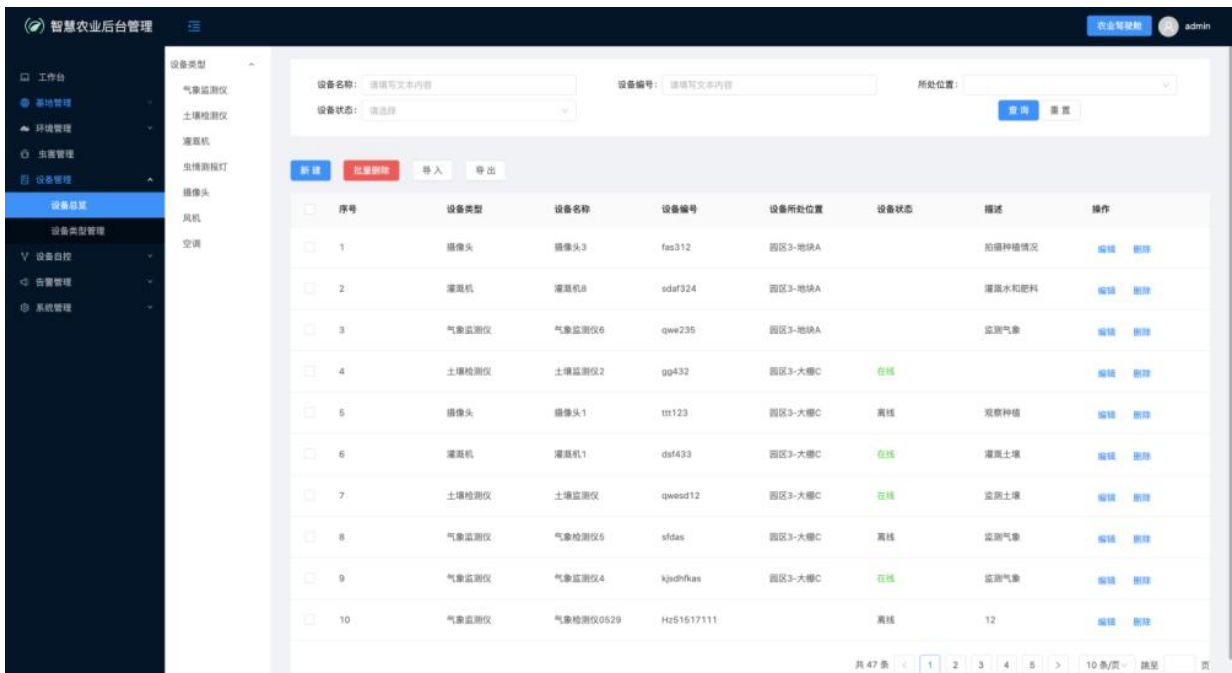 智慧农业后台管理
农业驾驶舱 admin
工作台
基地管理
环境管理
虫害管理
设备管理
设备总览
设备类型管理
设备自控
告警管理
系统管理
设备类型
气象监测仪
土壤检测仪
灌溉机
虫情测报灯
摄像头
风机
空调
设备名称： 请填写文本内容 设备编号： 请填写文本内容 所处位置：
设备状态： 请选择 查询 重置
新建 批量删除 导入 导出
序号 设备类型 设备名称 设备编号 设备所处位置 设备状态 描述 操作
1 摄像头 摄像头3 fas312 园区3-地块A 拍摄种植情况 编辑 删除
2 灌溉机 灌溉机8 sdaf324 园区3-地块A 灌溉水和肥料 编辑 删除
3 气象监测仪 气象监测仪6 qwe235 园区3-地块A 监测气象 编辑 删除
4 土壤检测仪 土壤监测仪2 gg432 园区3-大棚C 在线 编辑 删除
5 摄像头 摄像头1 ttt123 园区3-大棚C 离线 观察种植 编辑 删除
6 灌溉机 灌溉机1 dsf433 园区3-大棚C 在线 灌溉土壤 编辑 删除
7 土壤检测仪 土壤监测仪 qwesd12 园区3-大棚C 在线 监测土壤 编辑 删除
8 气象监测仪 气象检测仪5 sfdas 园区3-大棚C 离线 监测气象 编辑 删除
9 气象监测仪 气象监测仪4 kjsdhfkas 园区3-大棚C 在线 监测气象 编辑 删除
10 气象监测仪 气象检测仪0529 Hz51517111 离线 12 编辑 删除
共 47 条 < 1 2 3 4 5 > 10 条/页 跳至 页